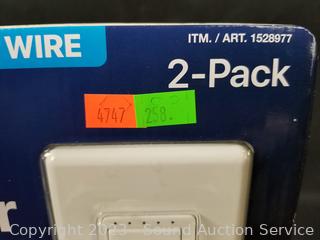 WIRE
ITM. / ART. 1528977
2-Pack
4747
258.
r
Copyright 2023 Sound Auction Service